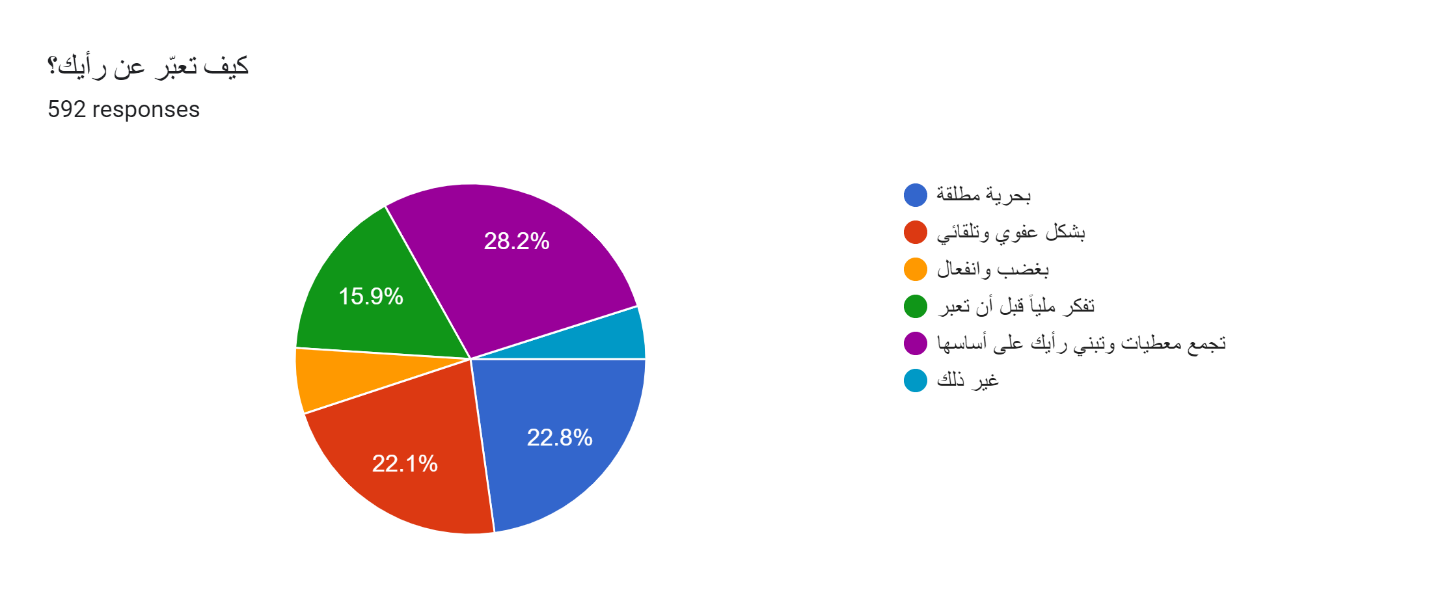 كيف تعبّر عن رأيك؟
592 responses
28.2%
15.9%
22.8%
22.1%
بحرية مطلقة
بشكل عفوي وتلقائي
بغضب وانفعال
تفكر ملياً قبل أن تعبر
تجمع معطيات وتبني رأيك على أساسها
غير ذلك